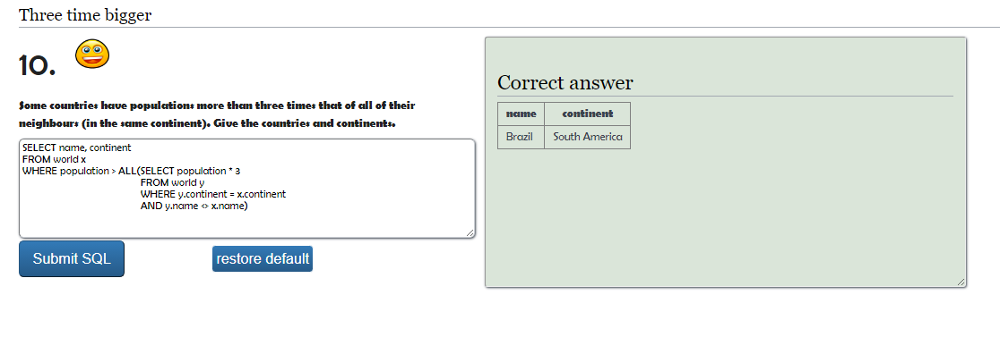 Three time bigger
10.
Some countries have populations more than three times that of all of their
neighbours (in the same continent). Give the countries and continents.
SELECT name, continent
FROM world x
WHERE population > ALL(SELECT population * 3
FROM world y
WHERE y.continent = x.continent
AND y.name <> x.name)
Submit SQL
restore default
Correct answer
name continent
Brazil South America